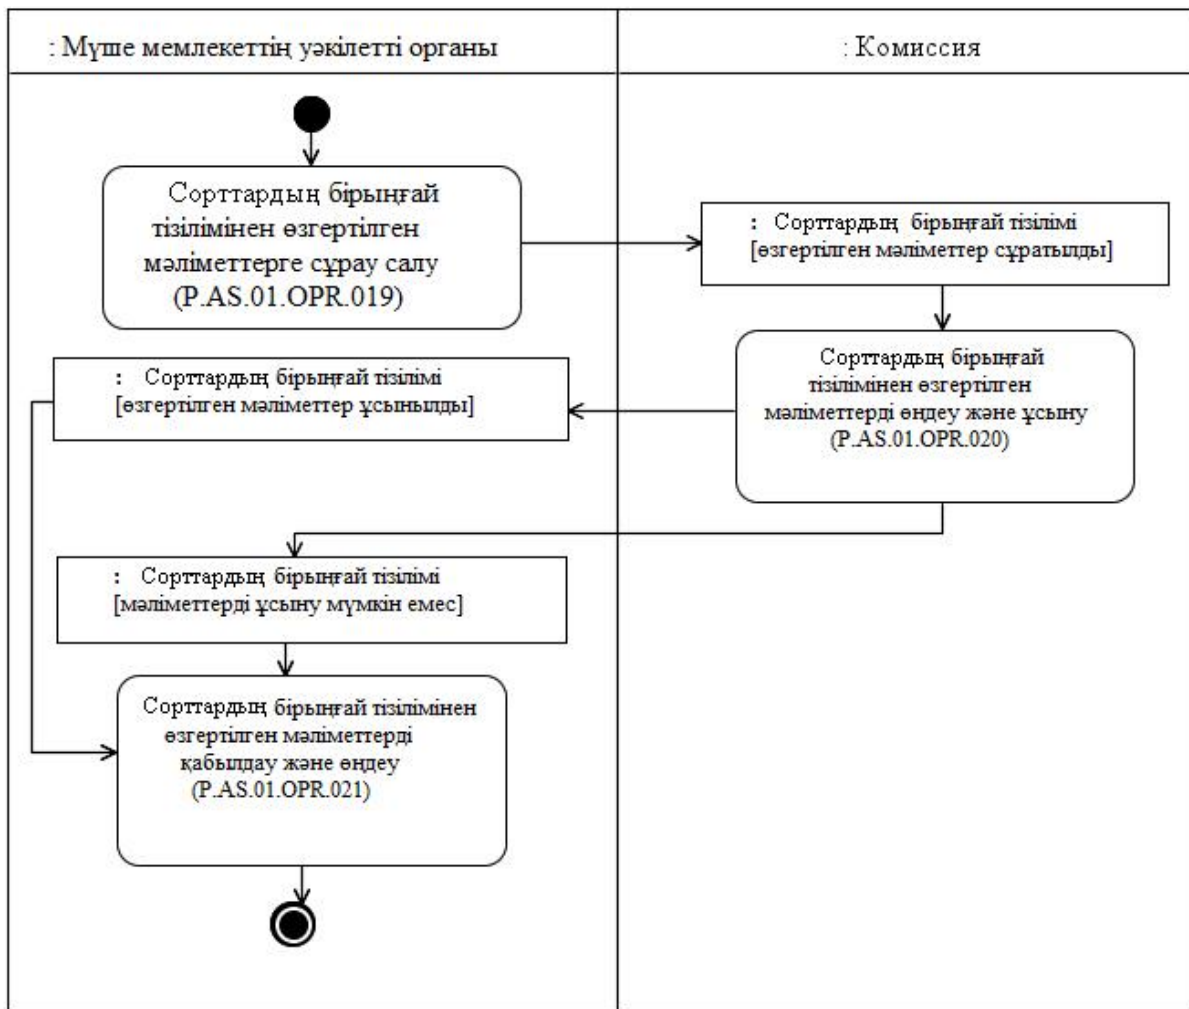 : Мүше мемлекеттің уәкілетті органы
: Комиссия
Сорттардың бірыңғай
тізілімінен өзгертілген
мәліметтерге сұрау салу
(P.AS.01.OPR.019)
: Сорттардың бірыңғай тізілімі
[өзгертілген мәліметтер сұратылды]
Сорттардың бірыңғай
тізілімінен өзгертілген
мәліметтерді өңдеу және ұсыну
(P.AS.01.OPR.020)
: Сорттардың бірыңғай тізілімі
[өзгертілген мәліметтер ұсынылды]
: Сорттардың бірыңғай тізілімі
[мәліметтерді ұсыну мүмкін емес]
Сорттардың бірыңғай тізілімінен
өзгертілген мәліметтерді
қабылдау және өңдеу
(P.AS.01.OPR.021)